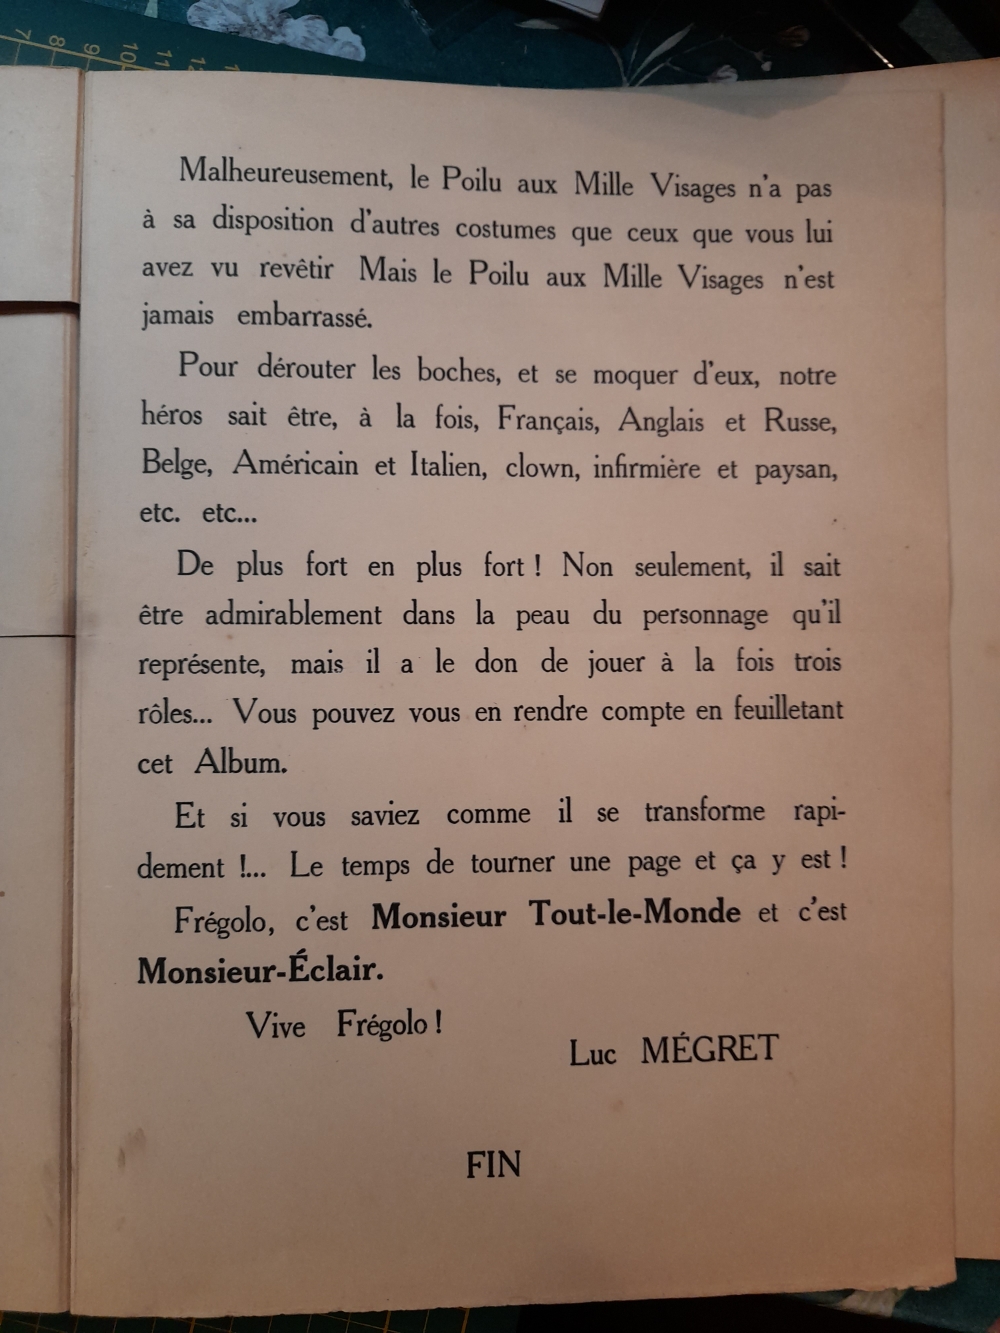 7 8 9 10 11
Malheureusement, le Poilu aux Mille Visages n'a pas
à sa disposition d'autres costumes que ceux que vous lui
avez vu revêtir Mais le Poilu aux Mille Visages n'est
jamais embarrassé.
Pour dérouter les boches, et se moquer d'eux, notre
héros sait être, à la fois, Français, Anglais et Russe,
Belge, Américain et Italien, clown, infirmière et paysan,
etc. etc...
De plus fort en plus fort ! Non seulement, il sait
être admirablement dans la peau du personnage qu'il
représente, mais il a le don de jouer à la fois trois
rôles... Vous pouvez vous en rendre compte en feuilletant
cet Album.
Et si vous saviez comme il se transforme rapi-
dement !... Le temps de tourner une page et ça y est !
Frégolo, c'est Monsieur Tout-le-Monde et c'est
Monsieur-Éclair.
Vive Frégolo !
Luc MÉGRET
FIN